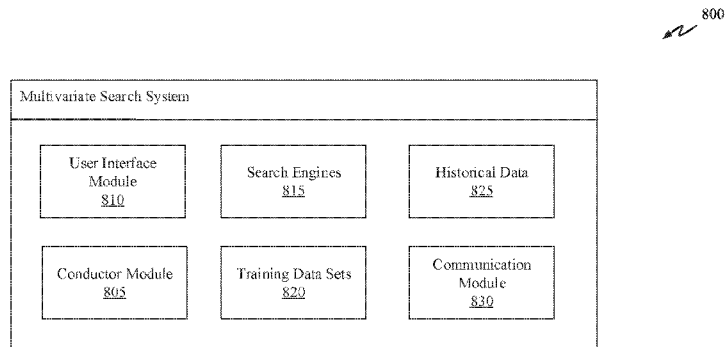 800
Multivariate Search System
User Interface
Module
810
Search Engines
815
Historical Data
825
Conductor Module
805
Training Data Sets
820
Communication
Module
830